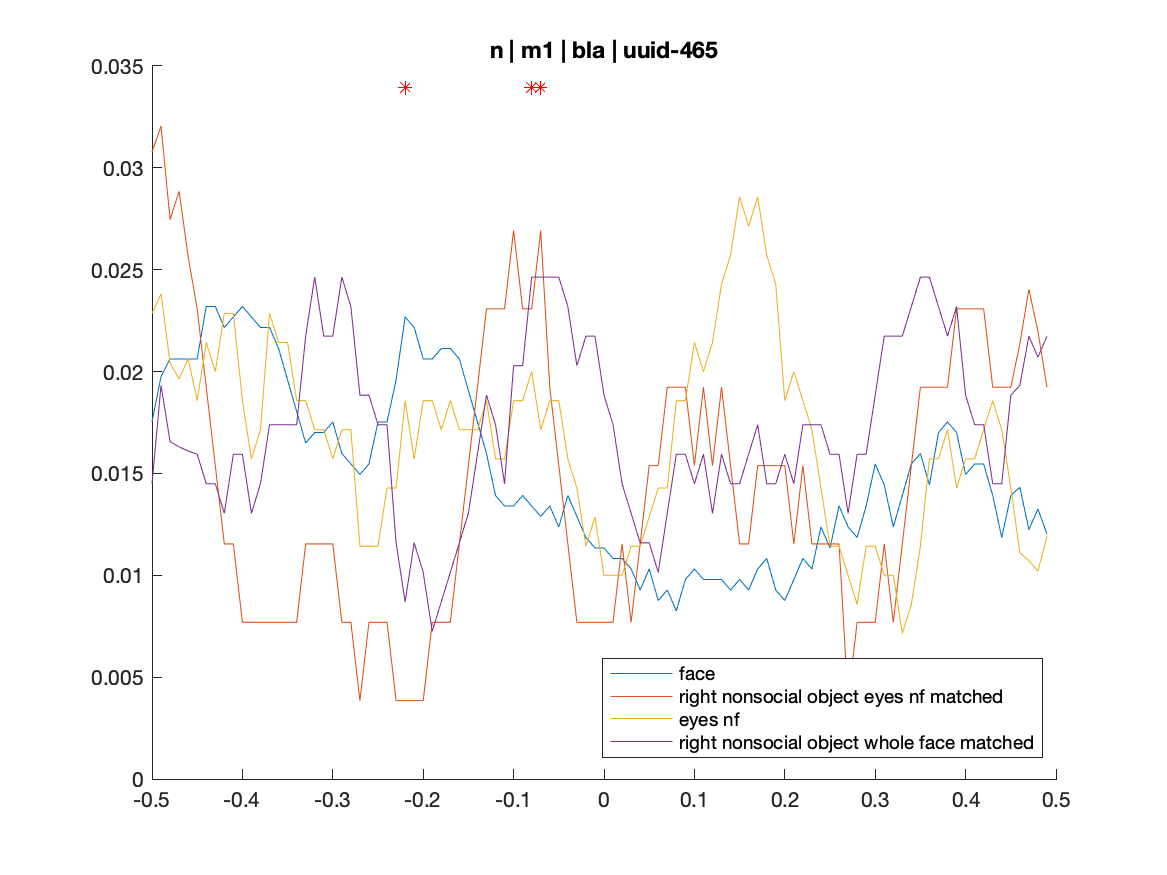 n | m1 | bla | uuid-465
0.035
0.03
0.025
0.02
0.015
0.01
0.005
0
face
right nonsocial object eyes nf matched
eyes nf
right nonsocial object whole face matched
-0.5 -0.4 -0.3 -0.2 -0.1 0 0.1 0.2 0.3 0.4 0.5